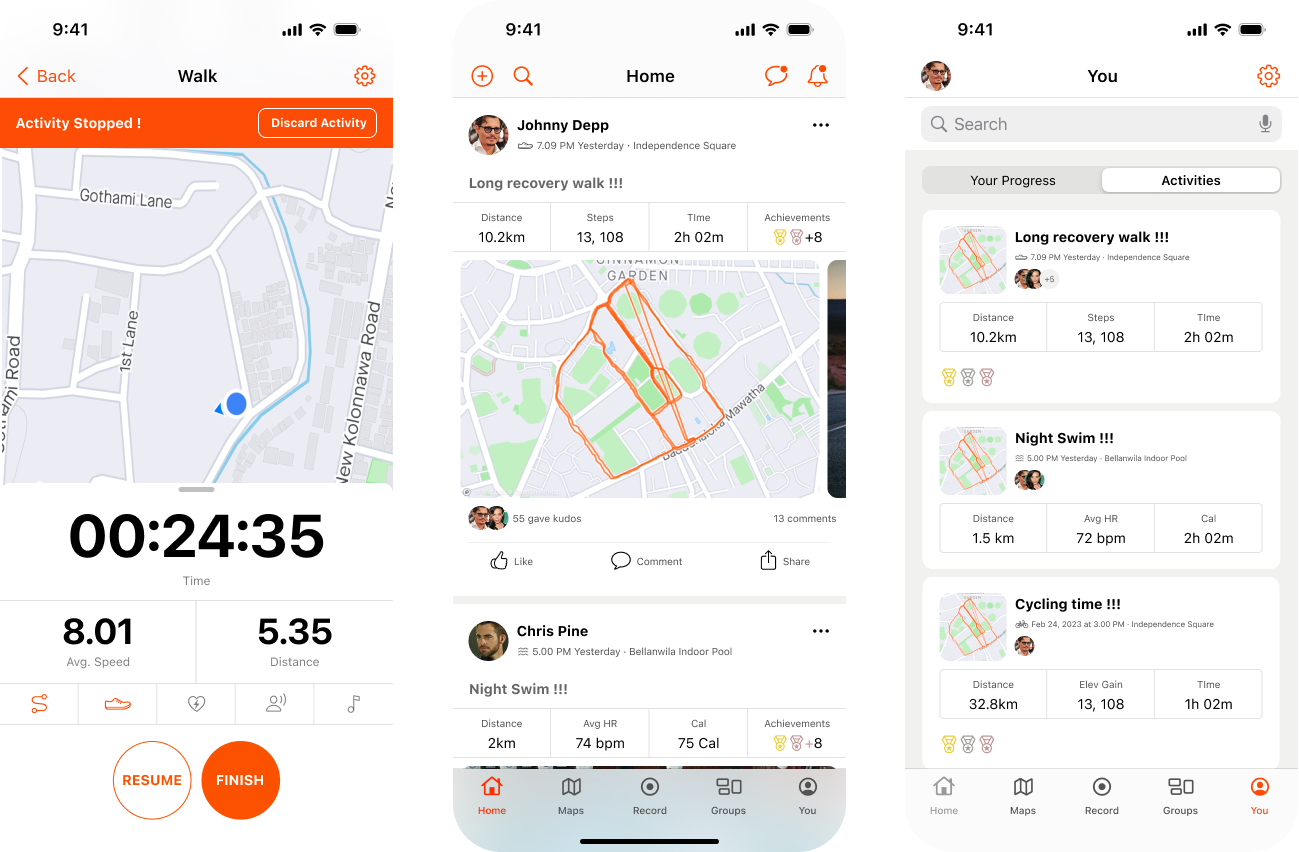 9:41
Back
Walk
Activity Stopped !
Discard Activity
Gothami Lane
1st Lane
New Kolonnawa Road
00:24:35
Time
8.01
5.35
Avg. Speed
Distance
RESUME
FINISH
9:41
Home
Johnny Depp
7.09 PM Yesterday · Independence Square
Long recovery walk !!!
Distance
Steps
TIme
Achievements
10.2km
13, 108
2h 02m
+8
CINNAMON
GARDEN
Mawatha
55 gave kudos
13 comments
Like
Comment
Share
Chris Pine
5.00 PM Yesterday · Bellanwila Indoor Pool
Night Swim !!!
Distance
Avg HR
Cal
Achievements
2km
74 bpm
75 Cal
+8
Home
Maps
Record
Groups
You
9:41
You
Search
Your Progress
Activities
Long recovery walk !!!
7.09 PM Yesterday · Independence Square
+5
Distance
Steps
TIme
10.2km
13, 108
2h 02m
Night Swim !!!
5.00 PM Yesterday · Bellanwila Indoor Pool
Distance
Avg HR
Cal
1.5 km
72 bpm
2h 02m
Cycling time !!!
Feb 24, 2023 at 3.00 PM · Independence Square
Distance
Elev Gain
TIme
32.8km
13, 108
1h 02m
Home
Maps
Record
Groups
You